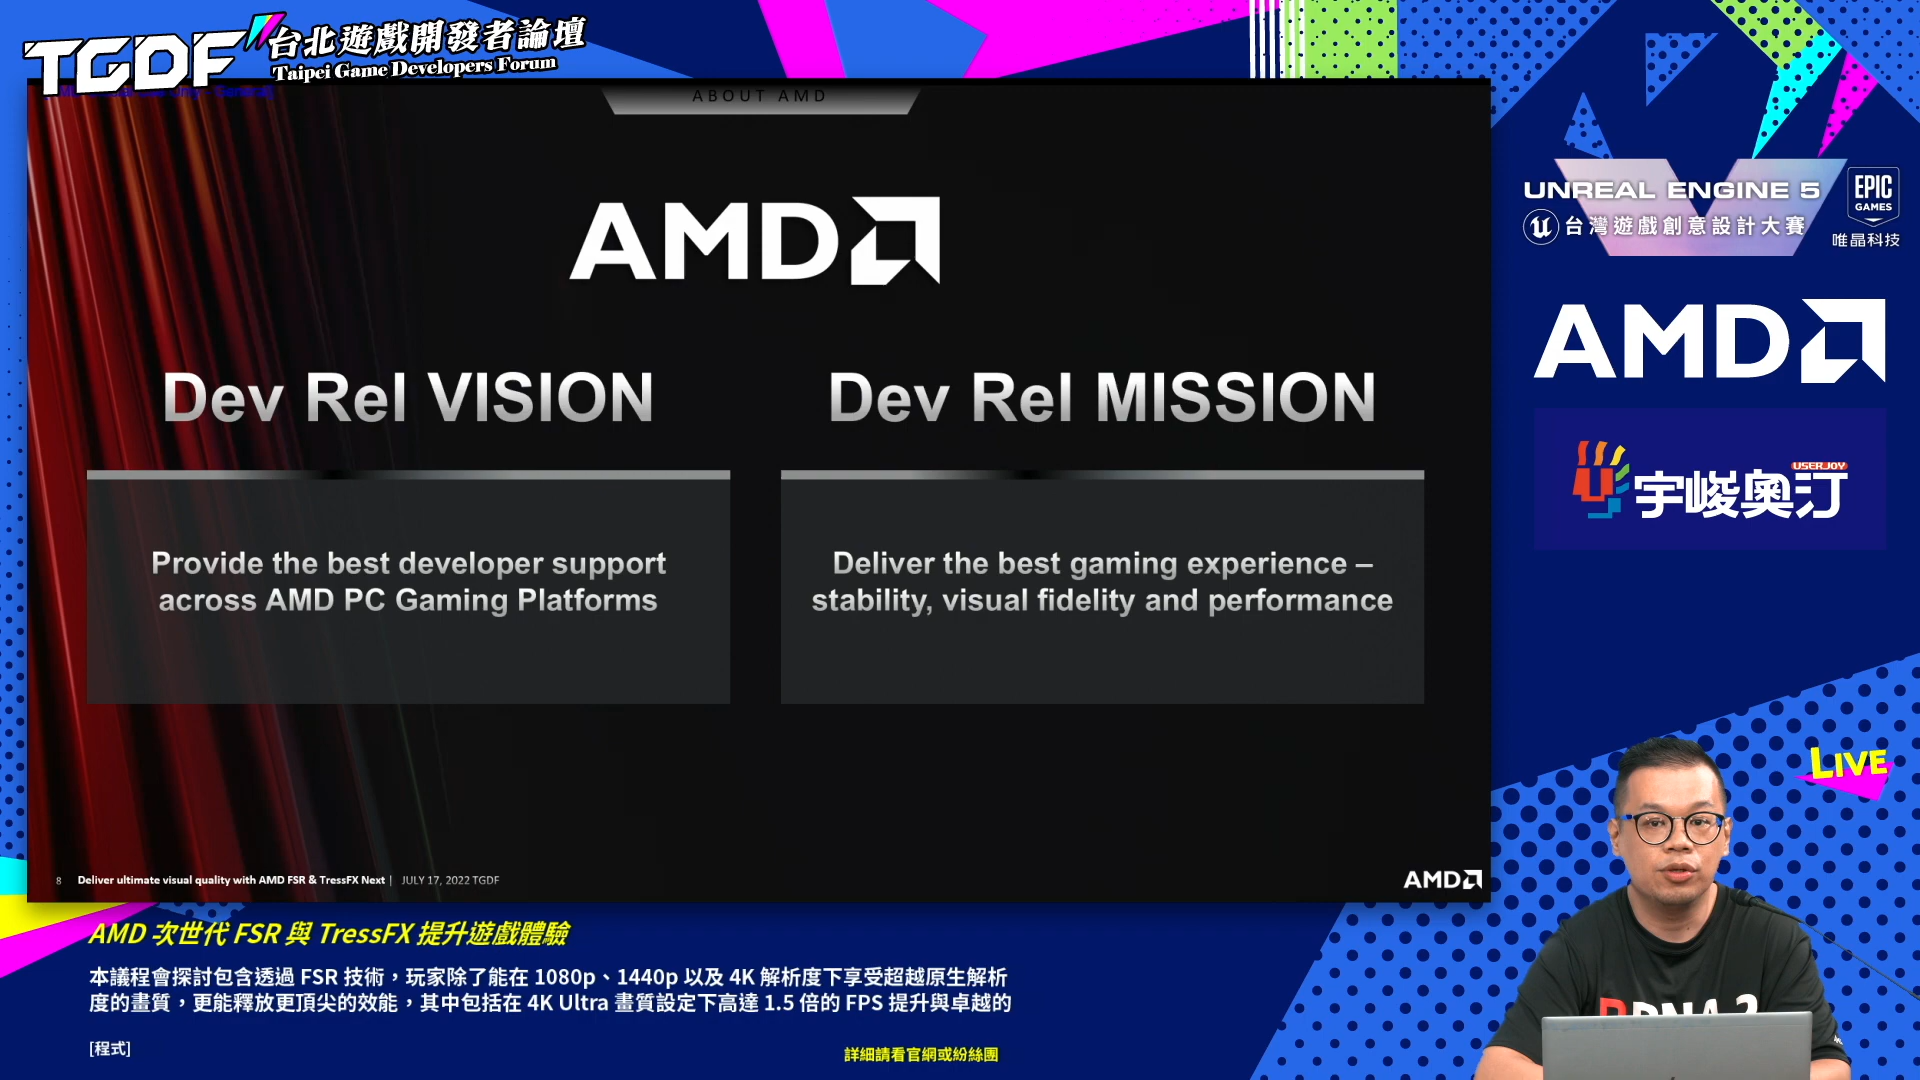 TGDF 台北遊戲開發者論壇
Taipei Game Developers Forum
ABOUT AMD
AMD
Dev Rel VISION
Dev Rel MISSION
Provide the best developer support
across AMD PC Gaming Platforms
Deliver the best gaming experience –
stability, visual fidelity and performance
8 Deliver ultimate visual quality with AMD FSR & TressFX Next | JULY 17, 2022 TGDF
AMD
UNREAL ENGINE 5
台灣遊戲創意設計大賽
EPIC
GAMES
唯晶科技
AMD
USERJOY
宇峻奧汀
LIVE
RDNA 2
AMD 次世代 FSR 與 TressFX 提升遊戲體驗
本議程會探討包含透過 FSR 技術，玩家除了能在 1080p、1440p 以及 4K 解析度下享受超越原生解析
度的畫質，更能釋放更頂尖的效能，其中包括在 4K Ultra 畫質設定下高達 1.5 倍的 FPS 提升與卓越的
[程式]
詳細請看官網或紛絲團